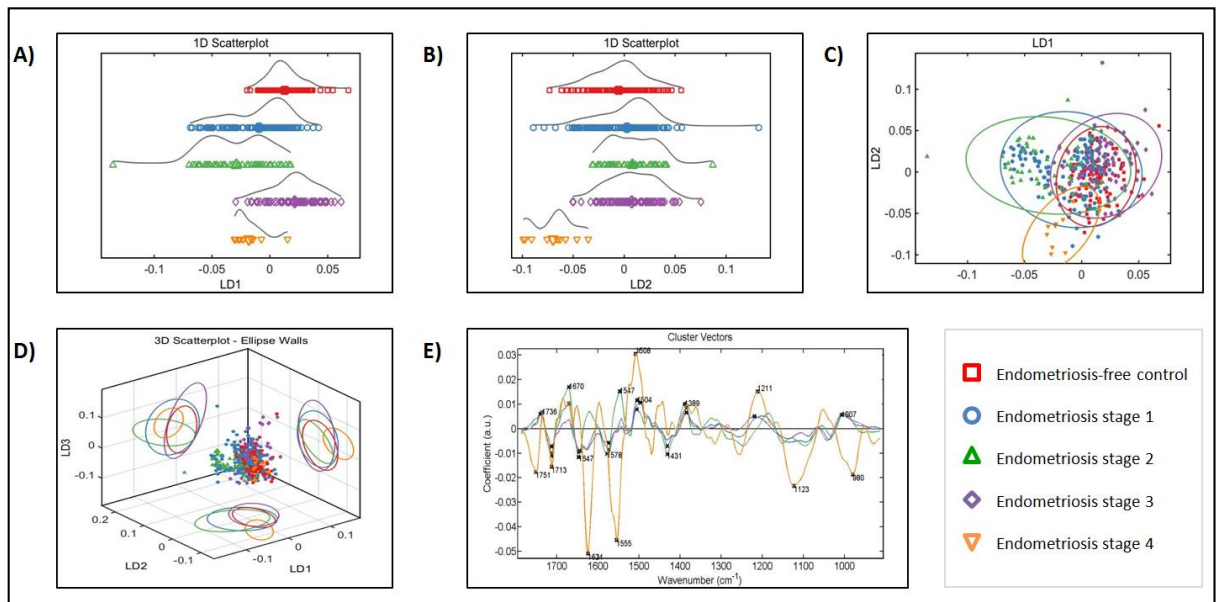 A)
1D Scatterplot
-0.1 -0.05 0 0.05
LD1
B)
1D Scatterplot
-0.1 -0.05 0 0.05 0.1
LD2
C)
LD1
0.1
0.05
0
-0.05
-0.1
LD2
-0.1 -0.05 0 0.05
D)
3D Scatterplot - Ellipse Walls
0.1
0
-0.1
LD3
0.2
0.1
0
-0.1
LD2
-0.1
0
0.1
LD1
E)
Cluster Vectors
0.03
0.02
0.01
0
-0.01
-0.02
-0.03
-0.04
-0.05
Coefficient (a.u.)
1736
1751
1713
1670
1624
1578
1555
1547
1508
1504
1431
1389
1211
1123
1007
980
1700 1600 1500 1400 1300 1200 1100 1000
Wavenumber (cm⁻¹)
Endometriosis-free control
Endometriosis stage 1
Endometriosis stage 2
Endometriosis stage 3
Endometriosis stage 4